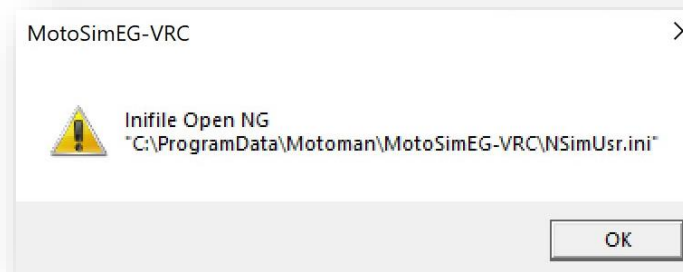 MotoSimEG-VRC
Inifile Open NG
"C:\ProgramData\Motoman\MotoSimEG-VRC\NSimUsr.ini"
OK